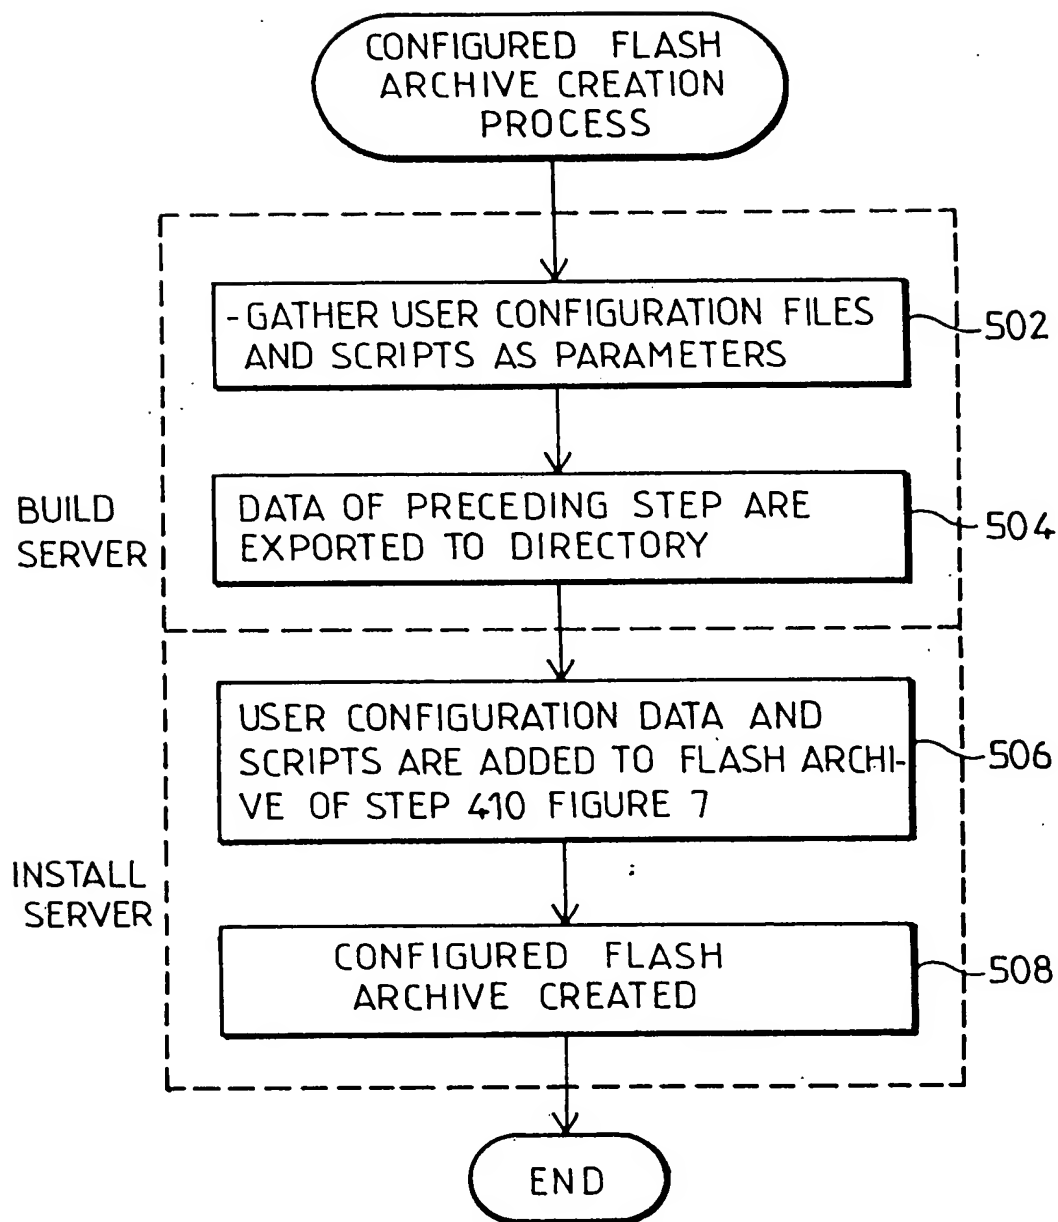 CONFIGURED FLASH
ARCHIVE CREATION
PROCESS
-GATHER USER CONFIGURATION FILES
AND SCRIPTS AS PARAMETERS
502
BUILD
SERVER
DATA OF PRECEDING STEP ARE
EXPORTED TO DIRECTORY
504
USER CONFIGURATION DATA AND
SCRIPTS ARE ADDED TO FLASH ARCHI-
VE OF STEP 410 FIGURE 7
506
INSTALL
SERVER
CONFIGURED FLASH
ARCHIVE CREATED
508
END